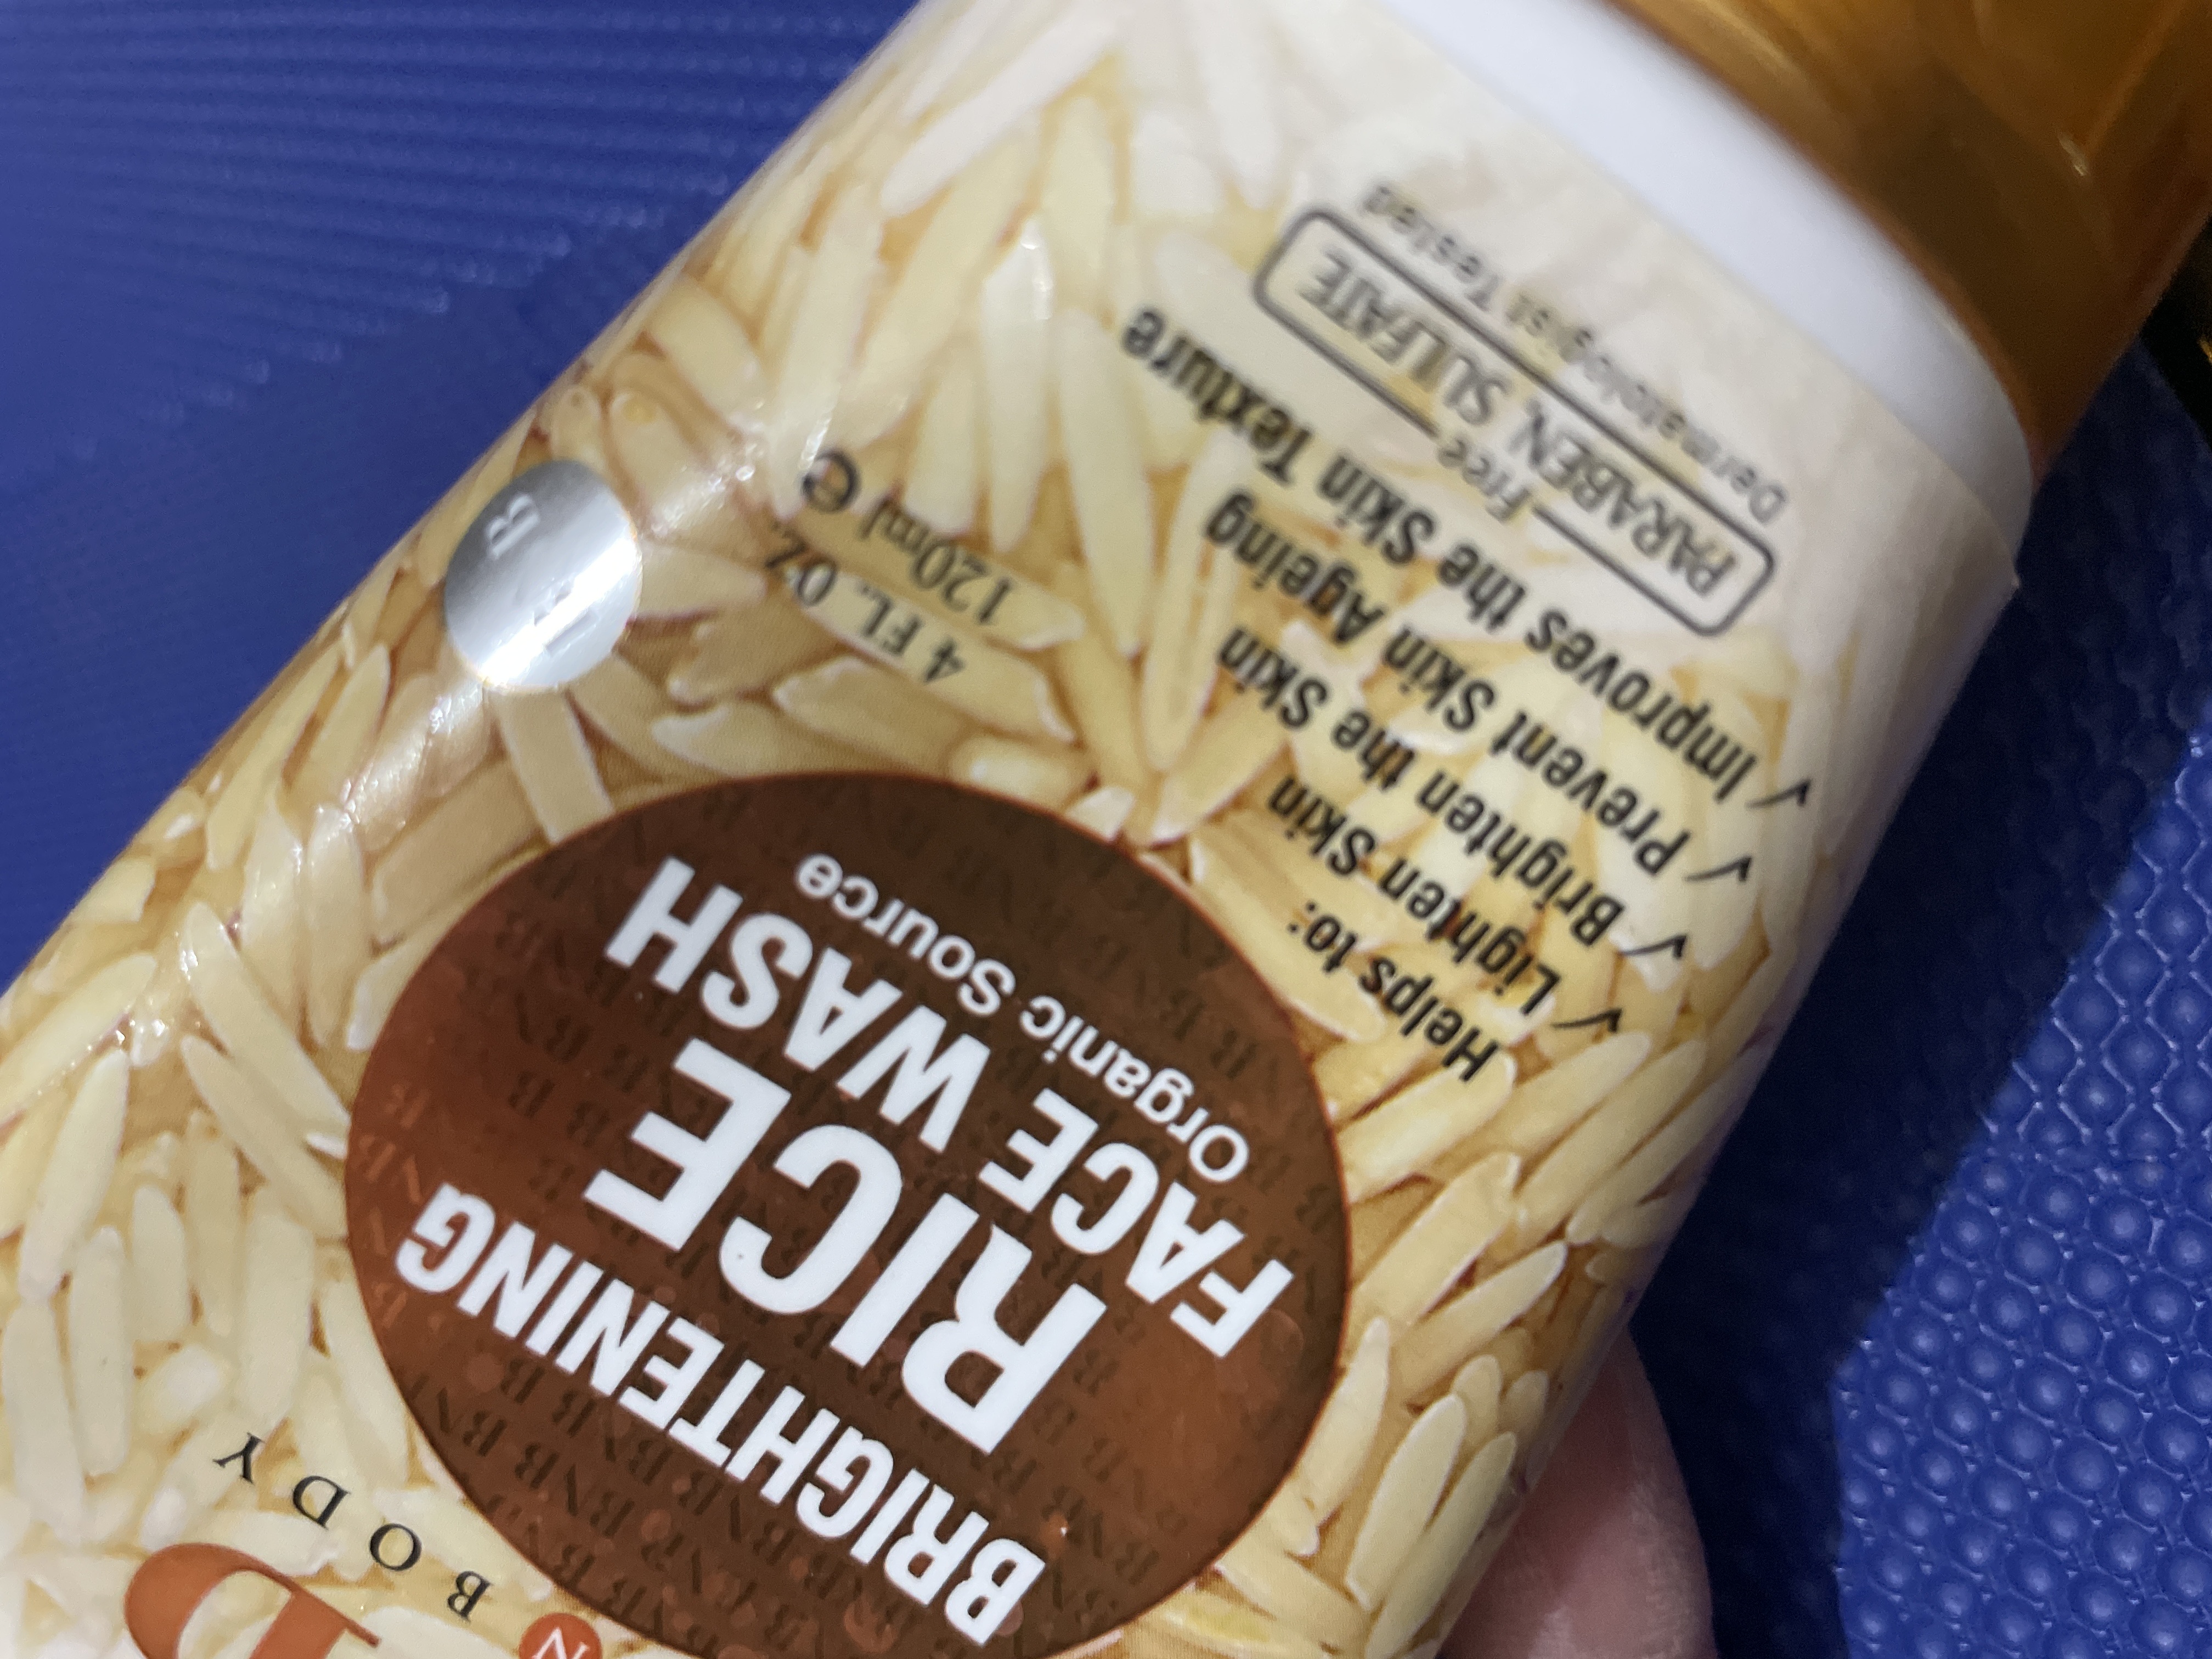 BODY
N
BRIGHTENING
RICE
FACE WASH
Organic Source
4 FL. OZ.
120ml e
Helps to:
✓ Lighten Skin
✓ Brighten the Skin
✓ Prevent Skin Ageing
✓ Improves the Skin Texture
Free
PARABEN, SULFATE
Dermatologist Tested